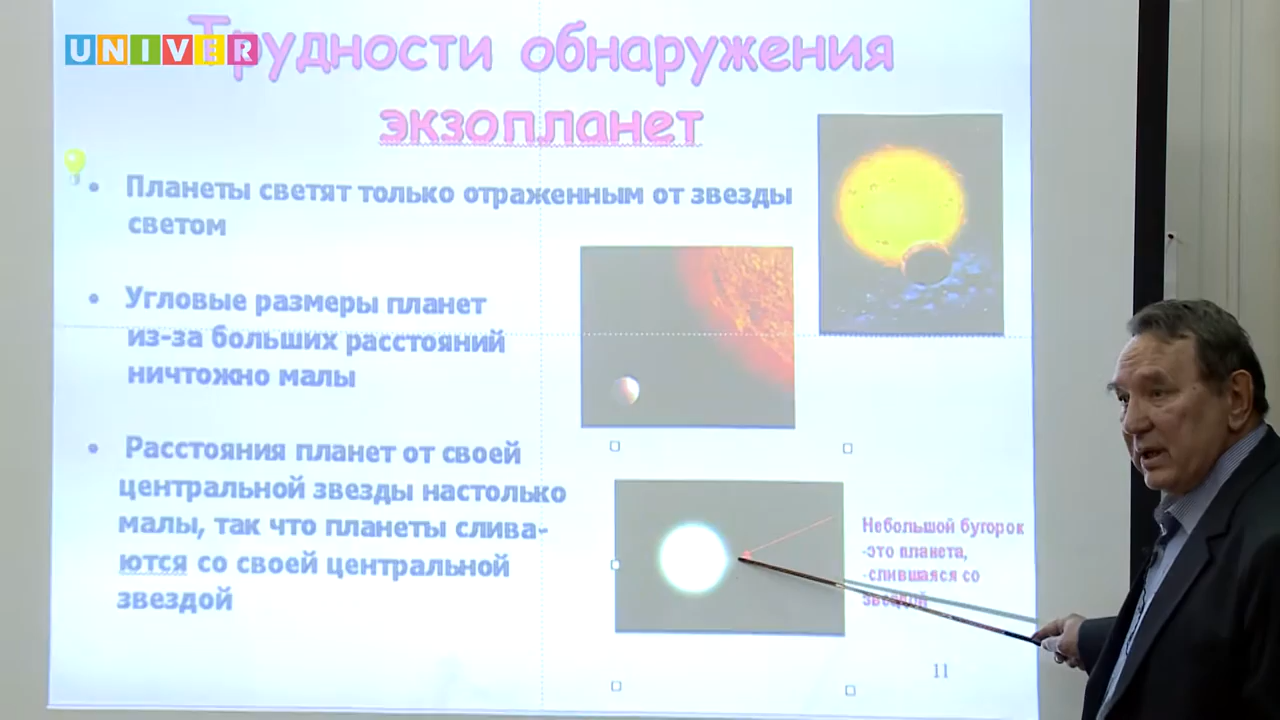 UNIVER
Трудности обнаружения
экзопланет
• Планеты светят только отраженным от звезды
светом
• Угловые размеры планет
из-за больших расстояний
ничтожно малы
• Расстояния планет от своей
центральной звезды настолько
малы, так что планеты слива-
ются со своей центральной
звездой
Небольшой бугорок
-это планета,
-слившаяся со
звездой
11